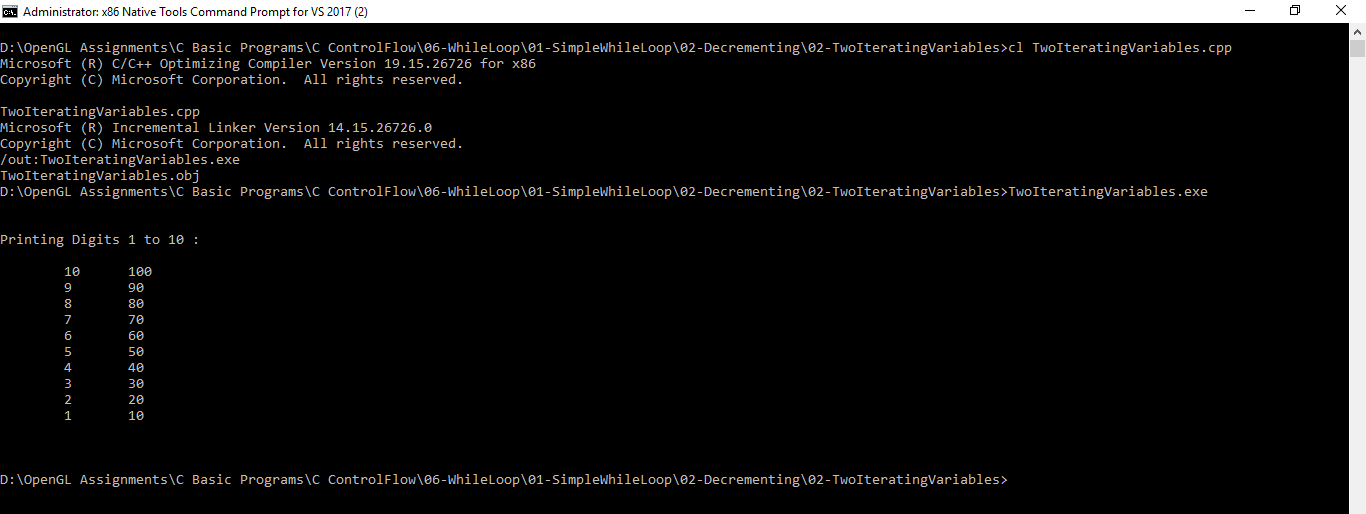 Administrator: x86 Native Tools Command Prompt for VS 2017 (2)
D:\OpenGL Assignments\C Basic Programs\C ControlFlow\06-WhileLoop\01-SimpleWhileLoop\02-Decrementing\02-TwoIteratingVariables>cl TwoIteratingVariables.cpp
Microsoft (R) C/C++ Optimizing Compiler Version 19.15.26726 for x86
Copyright (C) Microsoft Corporation.  All rights reserved.
TwoIteratingVariables.cpp
Microsoft (R) Incremental Linker Version 14.15.26726.0
Copyright (C) Microsoft Corporation.  All rights reserved.
/out:TwoIteratingVariables.exe
TwoIteratingVariables.obj
D:\OpenGL Assignments\C Basic Programs\C ControlFlow\06-WhileLoop\01-SimpleWhileLoop\02-Decrementing\02-TwoIteratingVariables>TwoIteratingVariables.exe
Printing Digits 1 to 10 :
10 100
9 90
8 80
7 70
6 60
5 50
4 40
3 30
2 20
1 10
D:\OpenGL Assignments\C Basic Programs\C ControlFlow\06-WhileLoop\01-SimpleWhileLoop\02-Decrementing\02-TwoIteratingVariables>